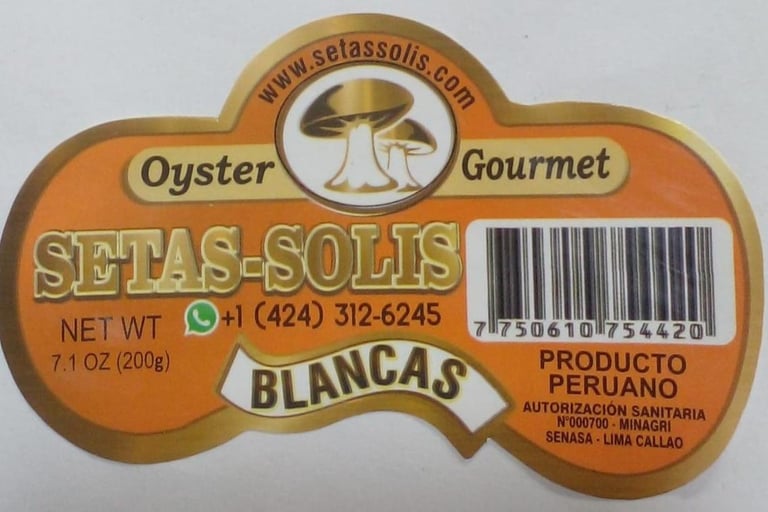 www.setassolis.com
Oyster Gourmet
SETAS-SOLIS
+1 (424) 312-6245
NET WT
7.1 OZ (200g)
BLANCAS
7 750610 754420
PRODUCTO
PERUANO
AUTORIZACIÓN SANITARIA
N°000700 - MINAGRI
SENASA - LIMA CALLAO